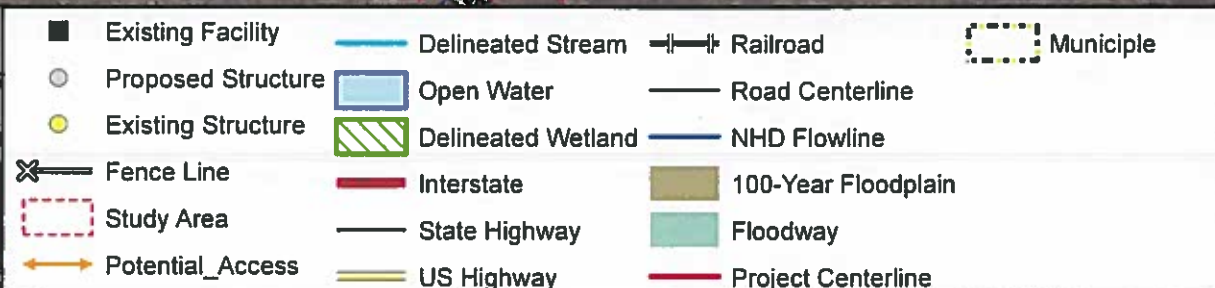 Existing Facility
Proposed Structure
Existing Structure
Fence Line
Study Area
Potential_Access
Delineated Stream
Open Water
Delineated Wetland
Interstate
State Highway
US Highway
Railroad
Road Centerline
NHD Flowline
100-Year Floodplain
Floodway
Project Centerline
Municiple